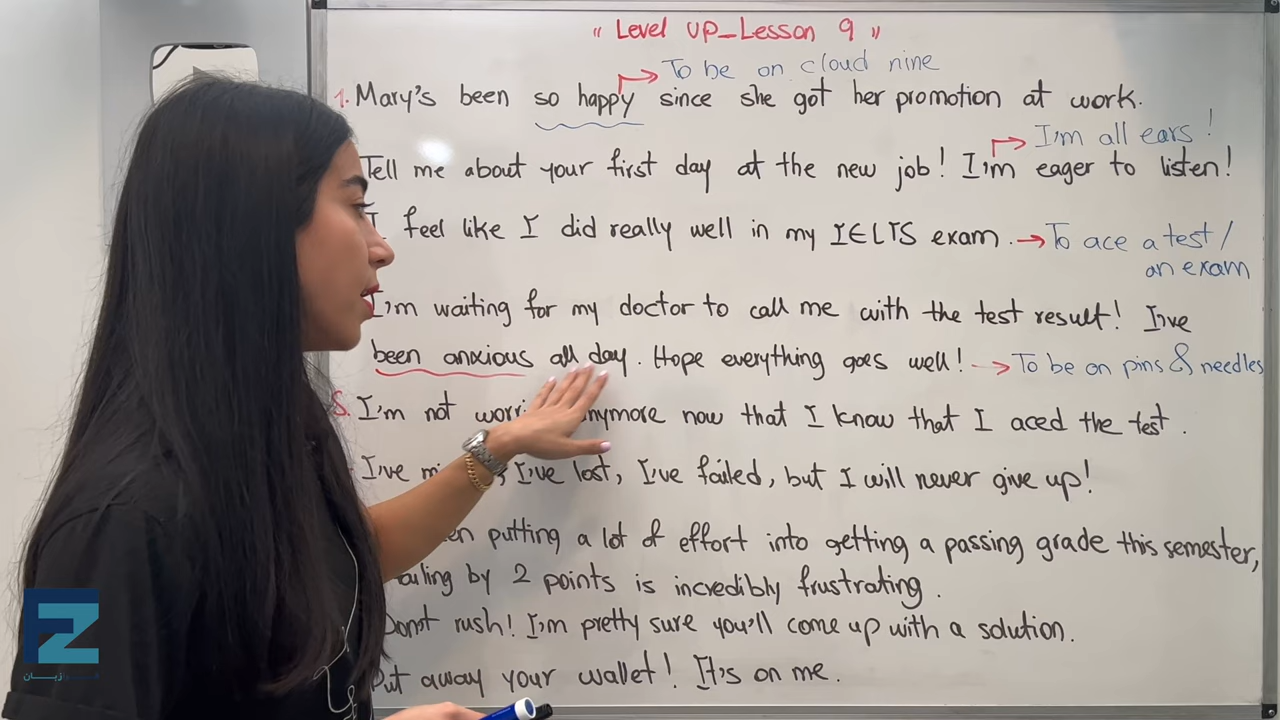 “ Level UP_Lesson 9 ”
To be on cloud nine
1. Mary's been so happy since she got her promotion at work.
I'm all ears!
Tell me about your first day at the new job! I'm eager to listen!
I feel like I did really well in my IELTS exam. → To ace a test /
an exam
I'm waiting for my doctor to call me with the test result! I've
been anxious all day. Hope everything goes well! → To be on pins & needles
5. I'm not anymore now that I know that I aced the test.
I've I've lost, I've failed, but I will never give up!
putting a lot of effort into getting a passing grade this semester,
failing by 2 points is incredibly frustrating.
Don't rush! I'm pretty sure you'll come up with a solution.
Put away your wallet! It's on me.